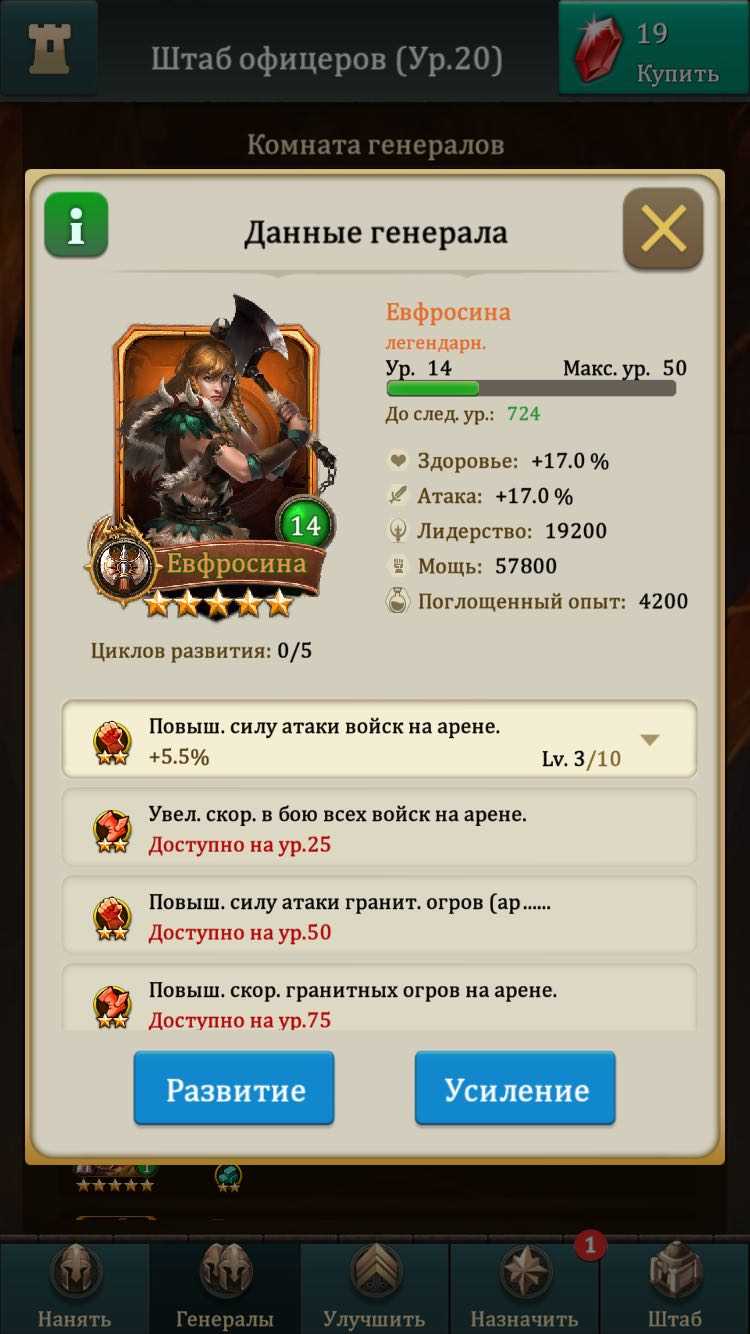 Штаб офицеров (Ур.20)
19
Купить
Комната генералов
i
Данные генерала
Евфросина
легендарн.
Ур. 14 Макс. ур. 50
До след. ур.: 724
Здоровье: +17.0 %
Атака: +17.0 %
Лидерство: 19200
Мощь: 57800
Поглощенный опыт: 4200
14
Евфросина
Циклов развития: 0/5
Повыш. силу атаки войск на арене.
+5.5% Lv. 3/10
Увел. скор. в бою всех войск на арене.
Доступно на ур.25
Повыш. силу атаки гранит. огров (ар......
Доступно на ур.50
Повыш. скор. гранитных огров на арене.
Доступно на ур.75
Развитие
Усиление
1
1
Нанять
Генералы
Улучшить
Назначить
Штаб